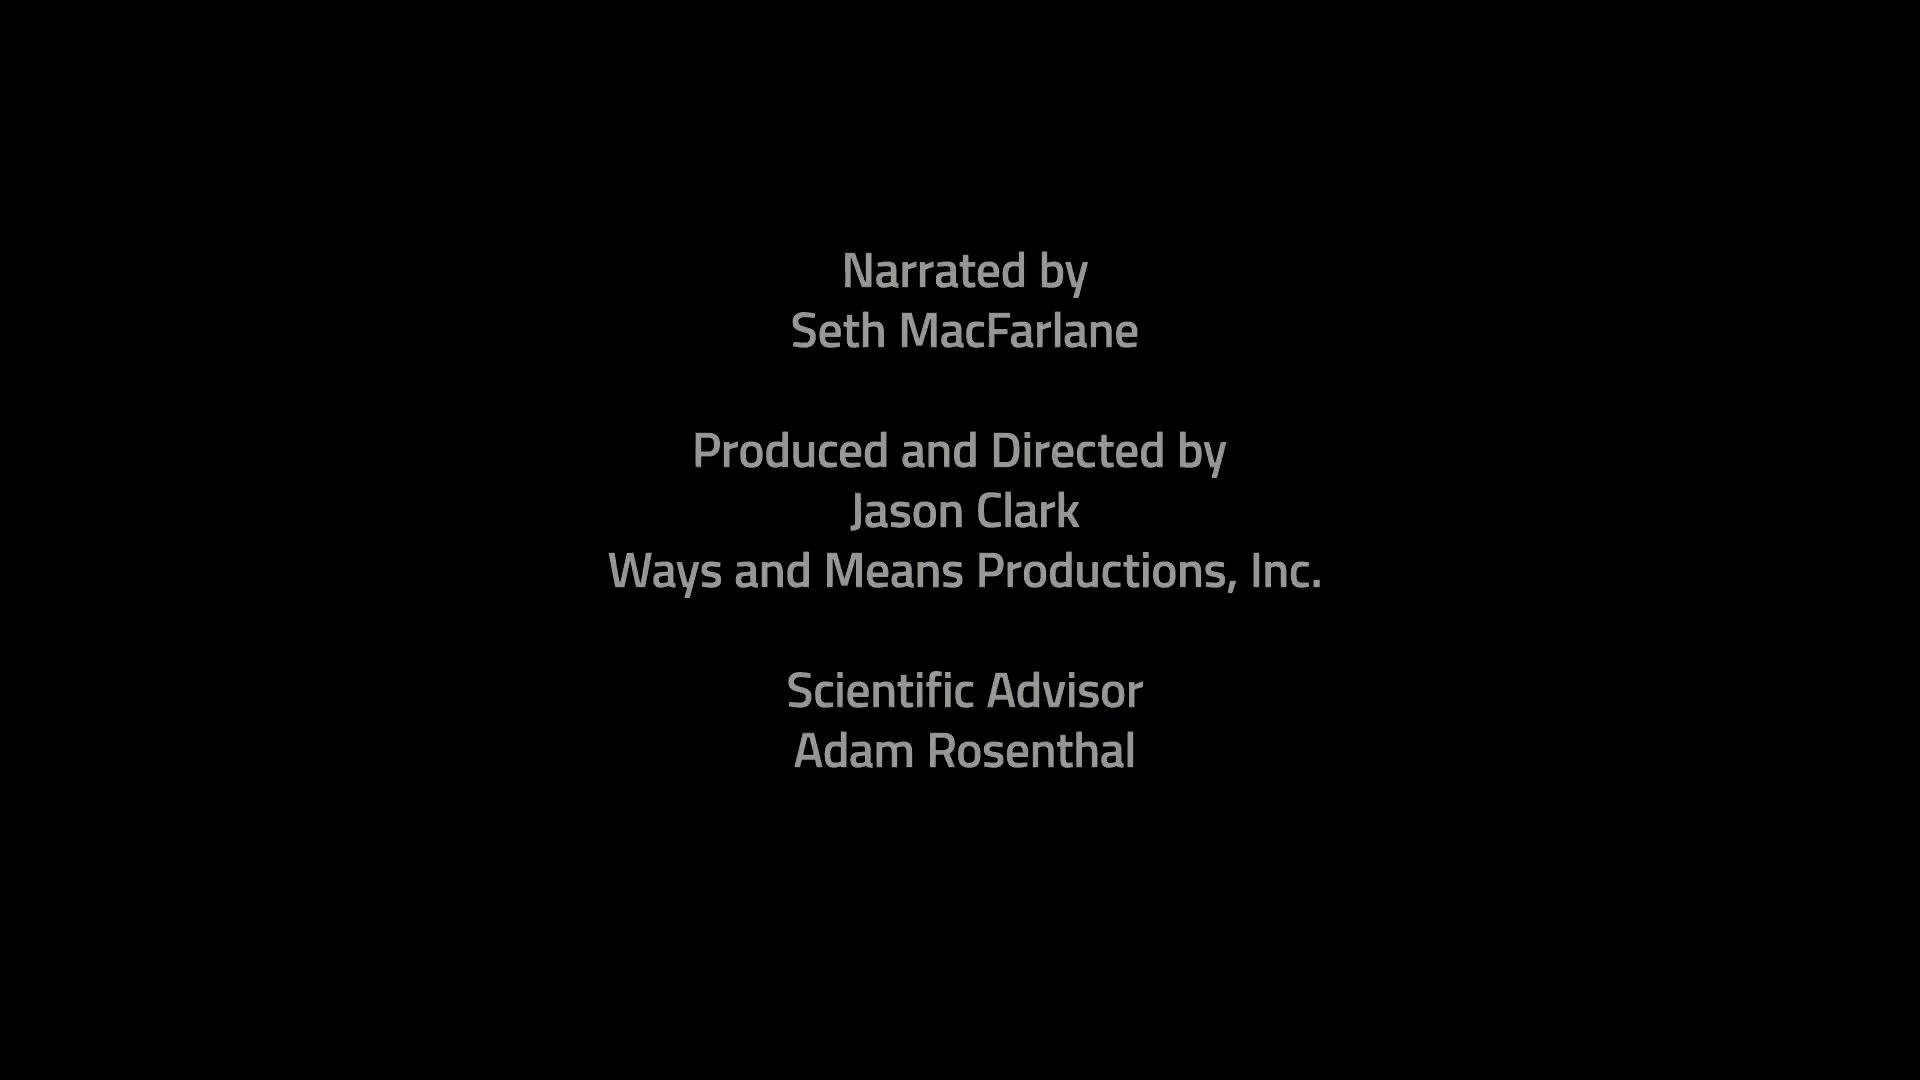 Narrated by
Seth MacFarlane
Produced and Directed by
Jason Clark
Ways and Means Productions, Inc.
Scientific Advisor
Adam Rosenthal